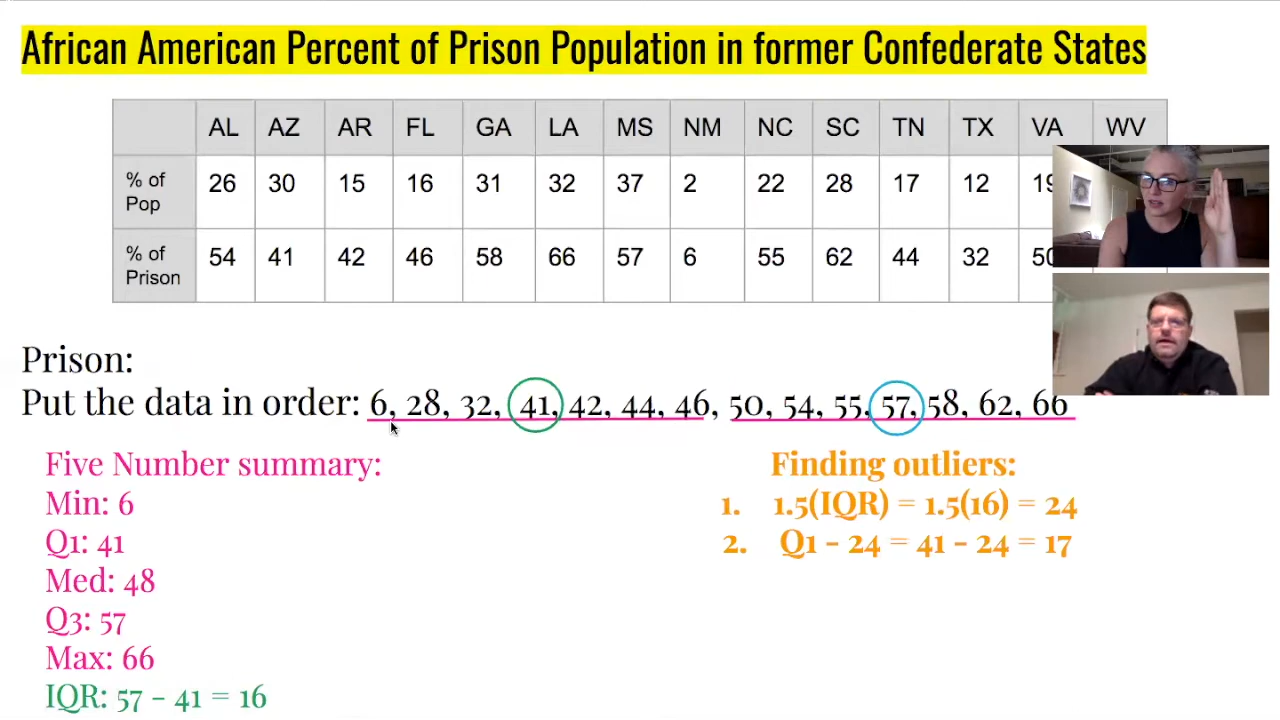 African American Percent of Prison Population in former Confederate States
AL AZ AR FL GA LA MS NM NC SC TN TX VA WV
% of Pop 26 30 15 16 31 32 37 2 22 28 17 12
% of Prison 54 41 42 46 58 66 57 6 55 62 44 32
Prison:
Put the data in order: 6, 28, 32, 41, 42, 44, 46, 50, 54, 55, 57, 58, 62, 66
Five Number summary:
Min: 6
Q1: 41
Med: 48
Q3: 57
Max: 66
IQR: 57 - 41 = 16
Finding outliers:
1. 1.5(IQR) = 1.5(16) = 24
2. Q1 - 24 = 41 - 24 = 17